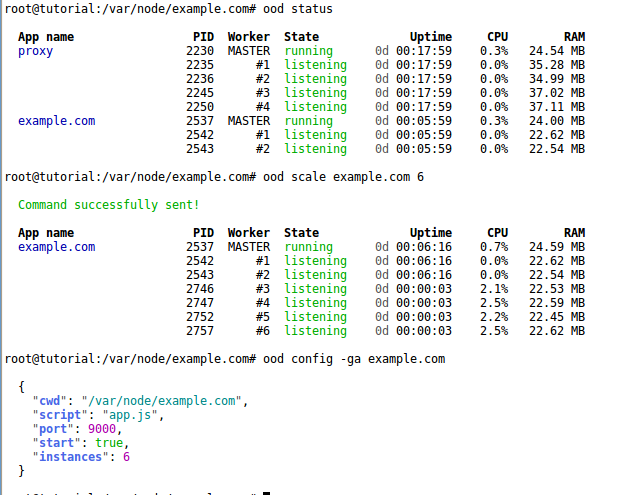 root@tutorial:/var/node/example.com# ood status
App name PID Worker State Uptime CPU RAM
proxy 2230 MASTER running 0d 00:17:59 0.3% 24.54 MB
2235 #1 listening 0d 00:17:59 0.0% 35.28 MB
2236 #2 listening 0d 00:17:59 0.0% 34.99 MB
2245 #3 listening 0d 00:17:59 0.0% 37.02 MB
2250 #4 listening 0d 00:17:59 0.0% 37.11 MB
example.com 2537 MASTER running 0d 00:05:59 0.3% 24.00 MB
2542 #1 listening 0d 00:05:59 0.0% 22.62 MB
2543 #2 listening 0d 00:05:59 0.0% 22.54 MB
root@tutorial:/var/node/example.com# ood scale example.com 6
Command successfully sent!
App name PID Worker State Uptime CPU RAM
example.com 2537 MASTER running 0d 00:06:16 0.7% 24.59 MB
2542 #1 listening 0d 00:06:16 0.0% 22.62 MB
2543 #2 listening 0d 00:06:16 0.0% 22.54 MB
2746 #3 listening 0d 00:00:03 2.1% 22.53 MB
2747 #4 listening 0d 00:00:03 2.5% 22.59 MB
2752 #5 listening 0d 00:00:03 2.2% 22.45 MB
2757 #6 listening 0d 00:00:03 2.5% 22.62 MB
root@tutorial:/var/node/example.com# ood config -ga example.com
{
"cwd": "/var/node/example.com",
"script": "app.js",
"port": 9000,
"start": true,
"instances": 6
}